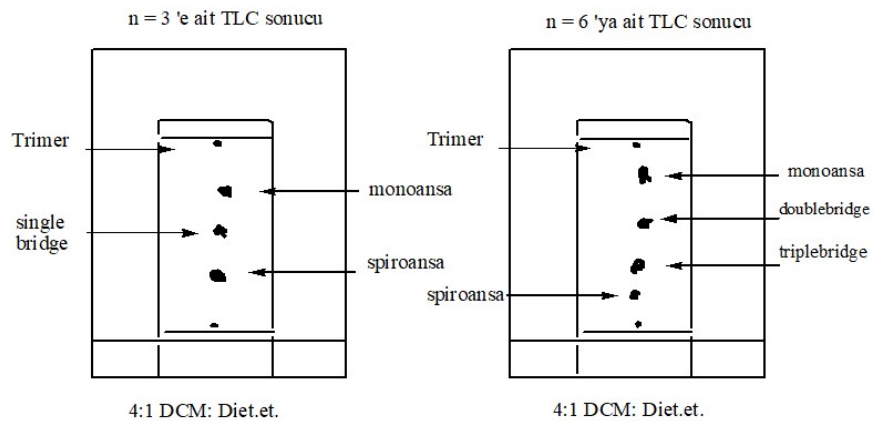 n = 3 'e ait TLC sonucu
Trimer
monoansa
single
bridge
spiroansa
4:1 DCM: Diet.et.
n = 6 'ya ait TLC sonucu
Trimer
monoansa
doublebridge
triplebridge
spiroansa
4:1 DCM: Diet.et.